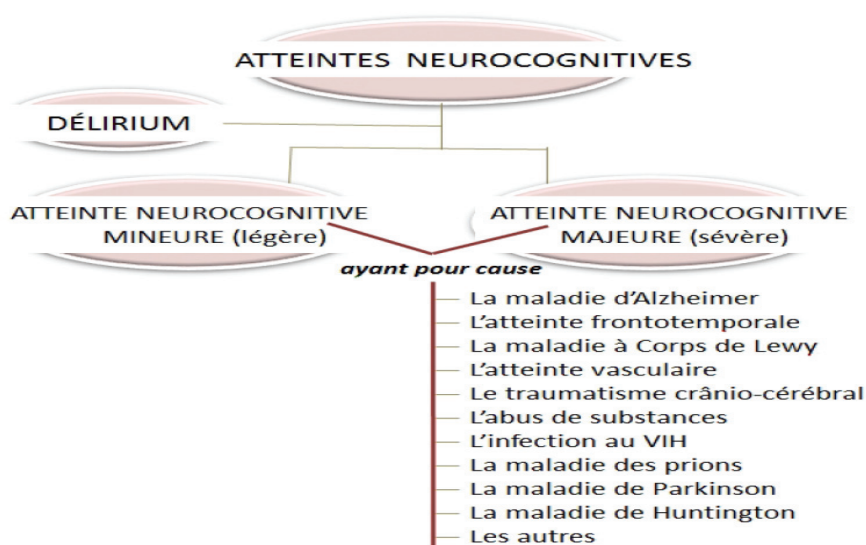 ATTEINTES NEUROCOGNITIVES
DÉLIRIUM
ATTEINTE NEUROCOGNITIVE
MINEURE (légère)
ATTEINTE NEUROCOGNITIVE
MAJEURE (sévère)
ayant pour cause
La maladie d'Alzheimer
L'atteinte frontotemporale
La maladie à Corps de Lewy
L'atteinte vasculaire
Le traumatisme crânio-cérébral
L'abus de substances
L'infection au VIH
La maladie des prions
La maladie de Parkinson
La maladie de Huntington
Les autres